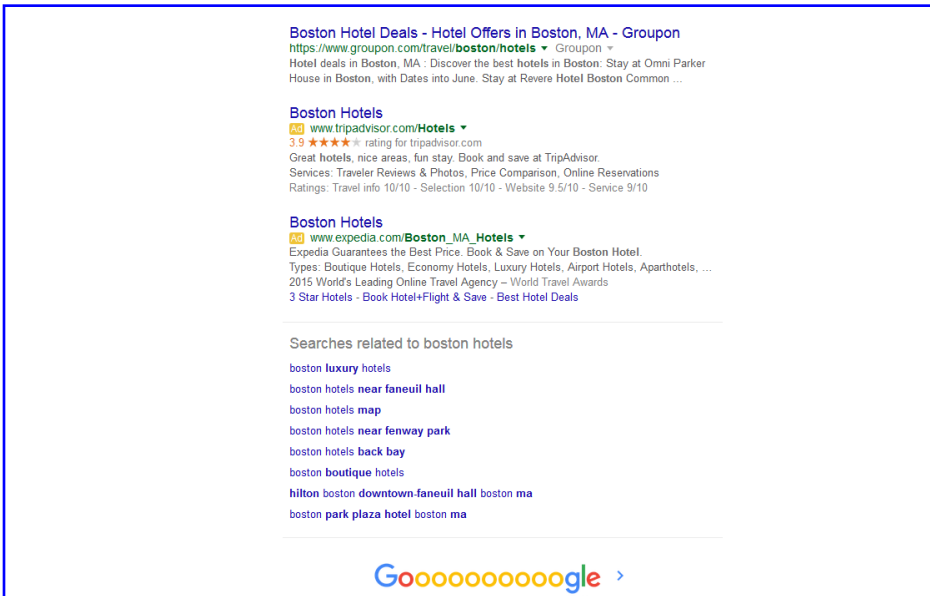 Boston Hotel Deals - Hotel Offers in Boston, MA - Groupon
https://www.groupon.com/travel/boston/hotels ▾ Groupon ▾
Hotel deals in Boston, MA : Discover the best hotels in Boston: Stay at Omni Parker
House in Boston, with Dates into June. Stay at Revere Hotel Boston Common ...
Boston Hotels
Ad www.tripadvisor.com/Hotels ▾
3.9 ★★★★★ rating for tripadvisor.com
Great hotels, nice areas, fun stay. Book and save at TripAdvisor.
Services: Traveler Reviews & Photos, Price Comparison, Online Reservations
Ratings: Travel info 10/10 - Selection 10/10 - Website 9.5/10 - Service 9/10
Boston Hotels
Ad www.expedia.com/Boston_MA_Hotels ▾
Expedia Guarantees the Best Price. Book & Save on Your Boston Hotel.
Types: Boutique Hotels, Economy Hotels, Luxury Hotels, Airport Hotels, Aparthotels, ...
2015 World's Leading Online Travel Agency – World Travel Awards
3 Star Hotels - Book Hotel+Flight & Save - Best Hotel Deals
Searches related to boston hotels
boston luxury hotels
boston hotels near faneuil hall
boston hotels map
boston hotels near fenway park
boston hotels back bay
boston boutique hotels
hilton boston downtown-faneuil hall boston ma
boston park plaza hotel boston ma
Goooooooooogle >